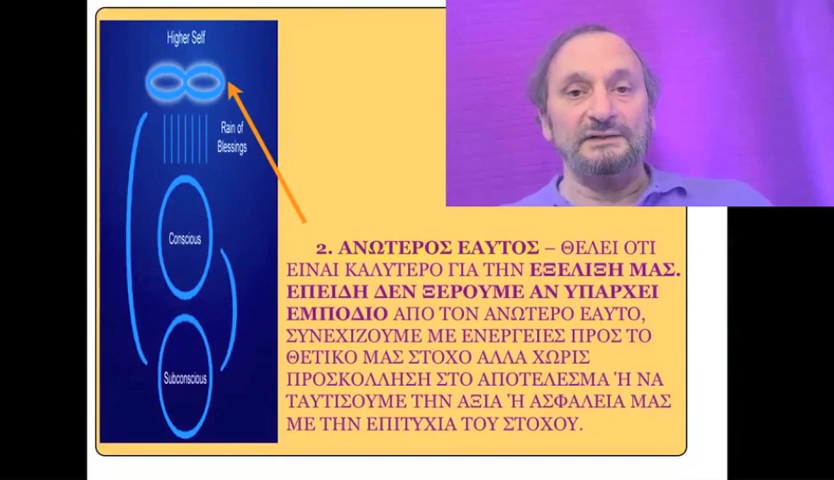 Higher Self
Rain of
Blessings
Conscious
Subconscious
2. ΑΝΩΤΕΡΟΣ ΕΑΥΤΟΣ – ΘΕΛΕΙ ΟΤΙ
ΕΙΝΑΙ ΚΑΛΥΤΕΡΟ ΓΙΑ ΤΗΝ ΕΞΕΛΙΞΗ ΜΑΣ.
ΕΠΕΙΔΗ ΔΕΝ ΞΕΡΟΥΜΕ ΑΝ ΥΠΑΡΧΕΙ
ΕΜΠΟΔΙΟ ΑΠΟ ΤΟΝ ΑΝΩΤΕΡΟ ΕΑΥΤΟ,
ΣΥΝΕΧΙΖΟΥΜΕ ΜΕ ΕΝΕΡΓΕΙΕΣ ΠΡΟΣ ΤΟ
ΘΕΤΙΚΟ ΜΑΣ ΣΤΟΧΟ ΑΛΛΑ ΧΩΡΙΣ
ΠΡΟΣΚΟΛΛΗΣΗ ΣΤΟ ΑΠΟΤΕΛΕΣΜΑ Ή ΝΑ
ΤΑΥΤΙΣΟΥΜΕ ΤΗΝ ΑΞΙΑ Ή ΑΣΦΑΛΕΙΑ ΜΑΣ
ΜΕ ΤΗΝ ΕΠΙΤΥΧΙΑ ΤΟΥ ΣΤΟΧΟΥ.